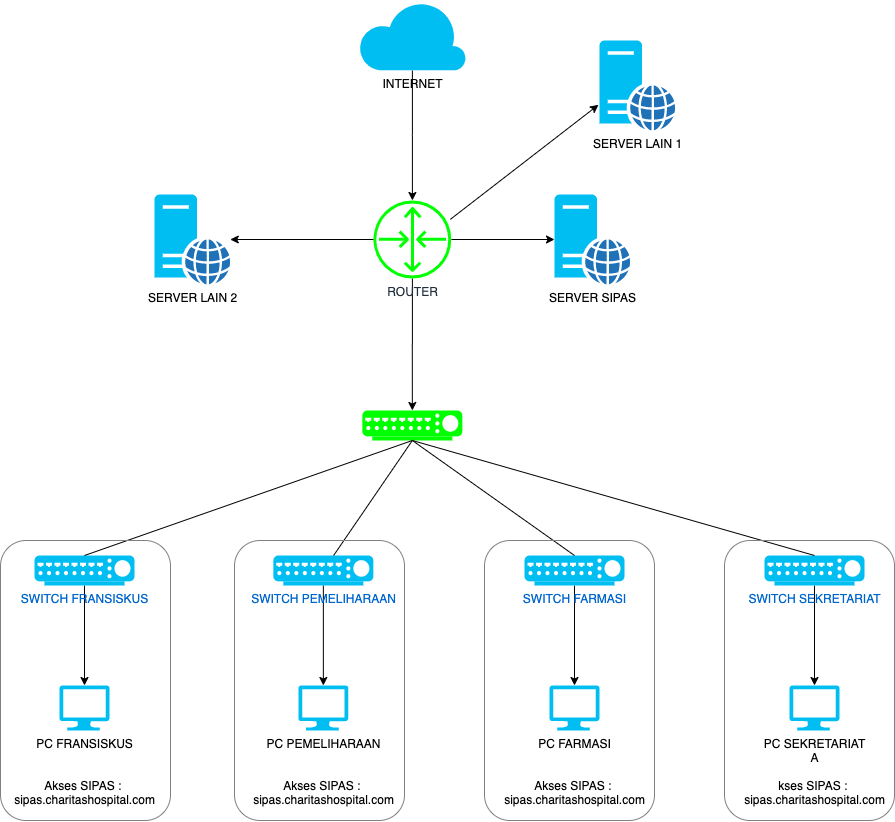 INTERNET
SERVER LAIN 1
SERVER LAIN 2
ROUTER
SERVER SIPAS
SWITCH FRANSISKUS
SWITCH PEMELIHARAAN
SWITCH FARMASI
SWITCH SEKRETARIAT
PC FRANSISKUS
PC PEMELIHARAAN
PC FARMASI
PC SEKRETARIAT
A
Akses SIPAS :
sipas.charitashospital.com
Akses SIPAS :
sipas.charitashospital.com
Akses SIPAS :
sipas.charitashospital.com
kses SIPAS :
sipas.charitashospital.com